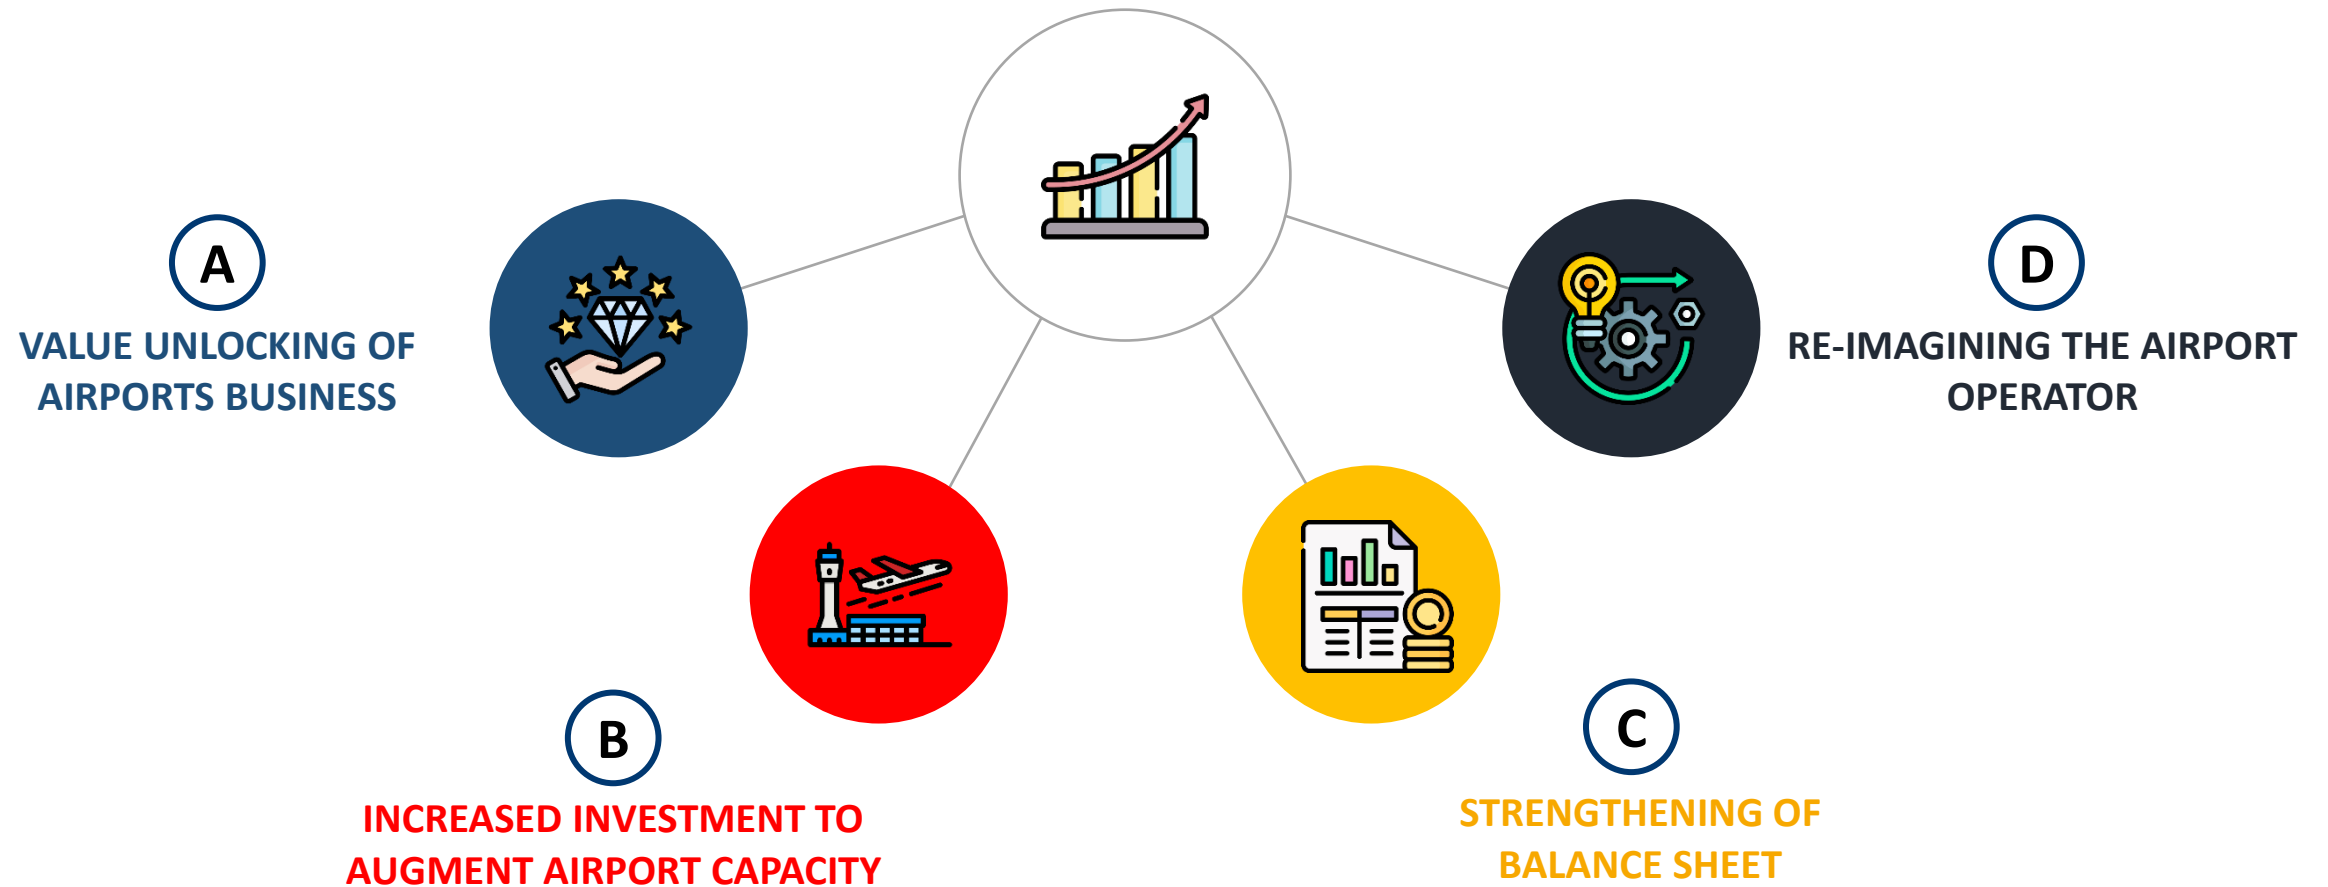 A
VALUE UNLOCKING OF
AIRPORTS BUSINESS
B
INCREASED INVESTMENT TO
AUGMENT AIRPORT CAPACITY
C
STRENGTHENING OF
BALANCE SHEET
D
RE-IMAGINING THE AIRPORT
OPERATOR